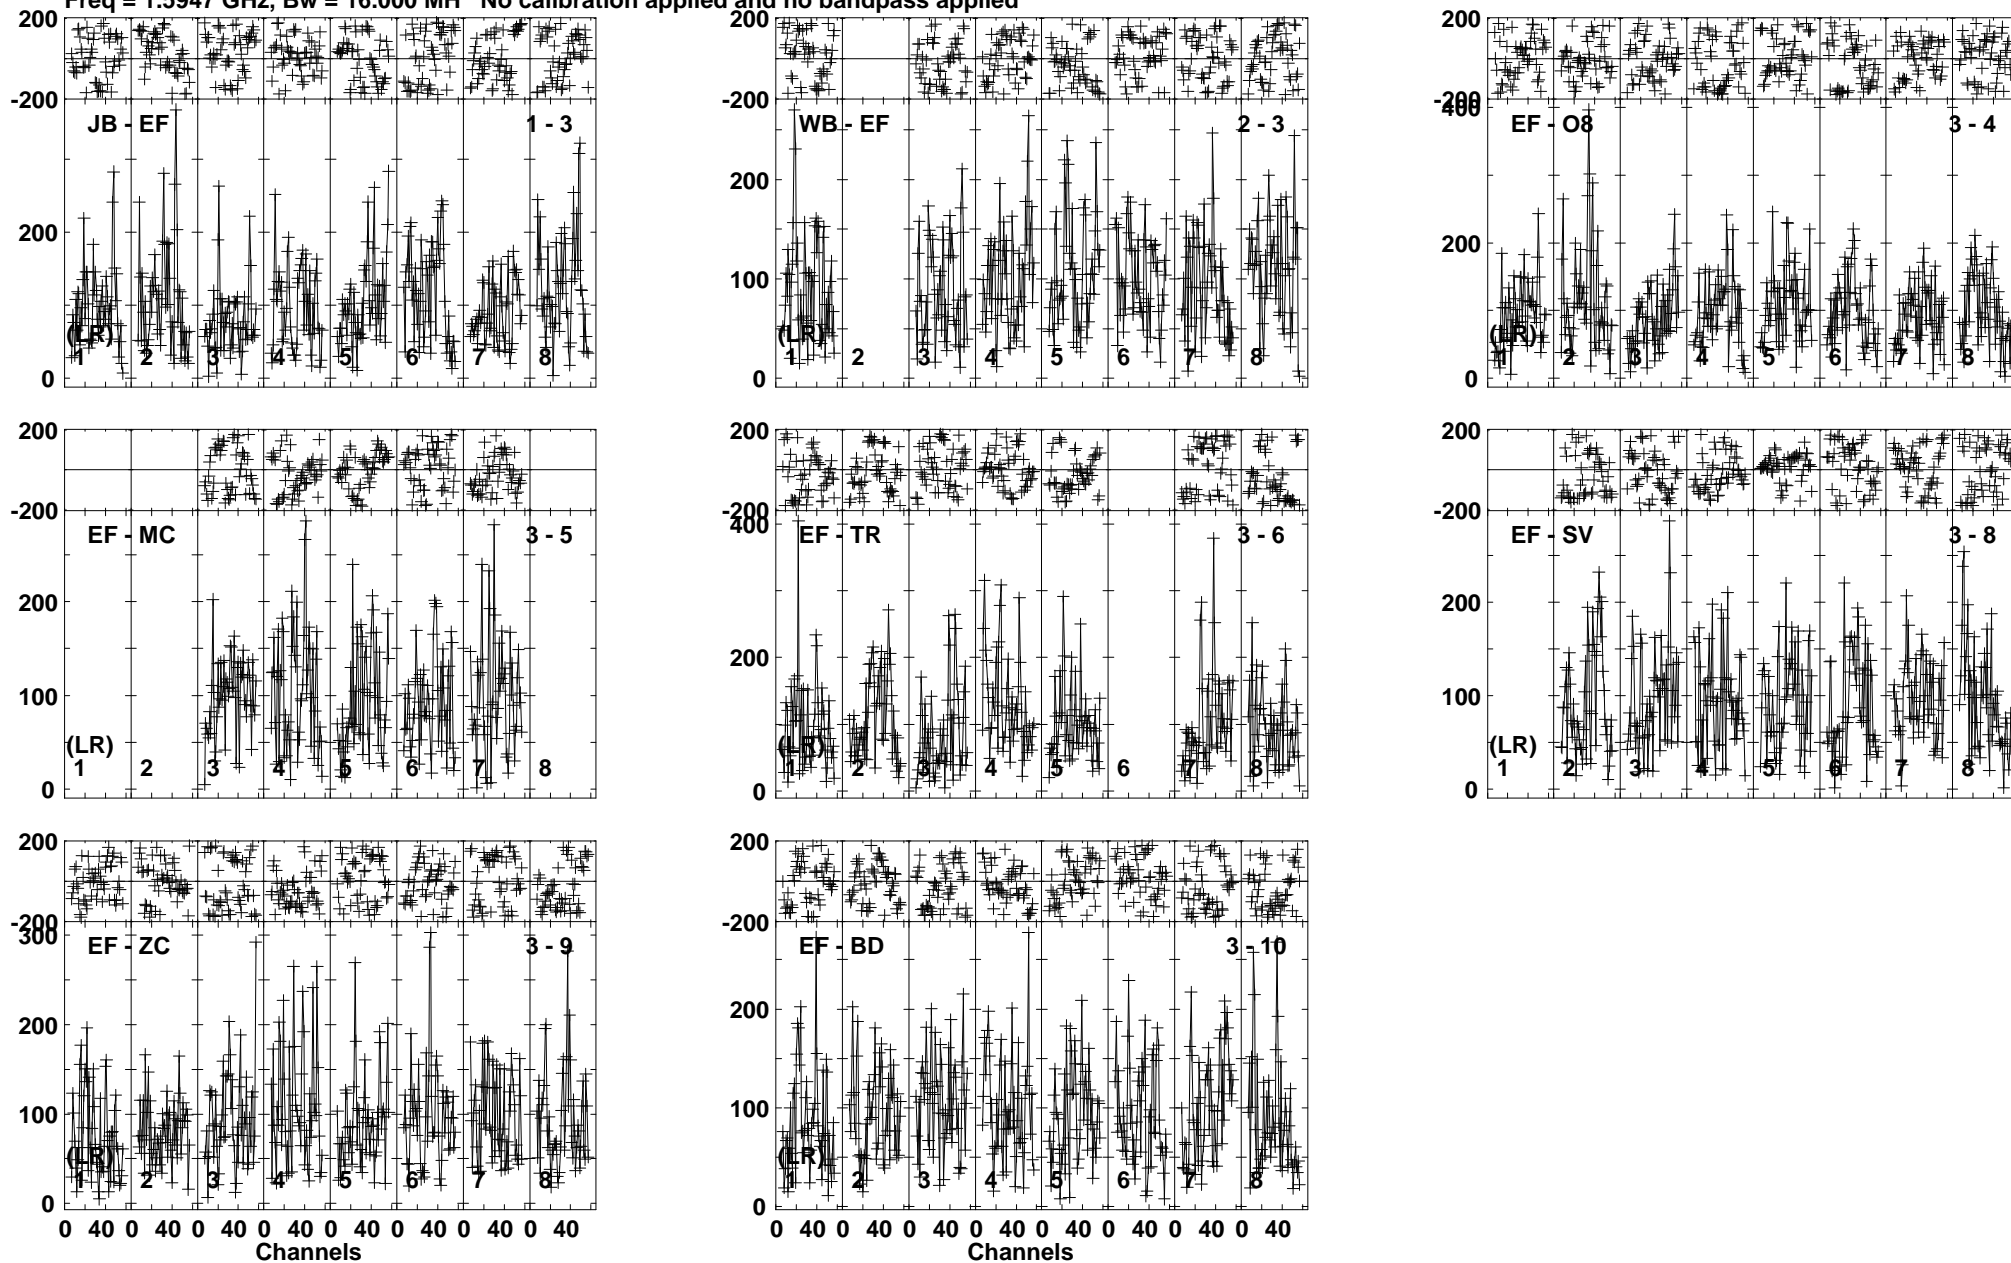 Freq = 1.5947 GHz, Bw = 16.000 MH No calibration applied and no bandpass applied
200 200 200
-200 -200 -200
JB - EF 1 - 3 WB - EF 2 - 3 400 EF - O8 3 - 4
200 200 200
100
(LR) (LR) (LR)
1 2 3 4 5 6 7 8 1 2 3 4 5 6 7 8 1 2 3 4 5 6 7 8
0 0 0
200 200 200
-200 -200 -200
EF - MC 3 - 5 400 EF - TR 3 - 6 EF - SV 3 - 8
200 200 200
100 100
(LR) (LR) (LR)
1 2 3 4 5 6 7 8 1 2 3 4 5 6 7 8 1 2 3 4 5 6 7 8
0 0 0
200 200
-200 -200
300 EF - ZC 3 - 9 EF - BD 3 - 10
200 200
100 100
(LR) (LR)
1 2 3 4 5 6 7 8 1 2 3 4 5 6 7 8
0 0
0 40 0 40 0 40 0 40 0 40 0 40 0 40 0 40 0 40 0 40 0 40 0 40 0 40 0 40 0 40 0 40
Channels Channels